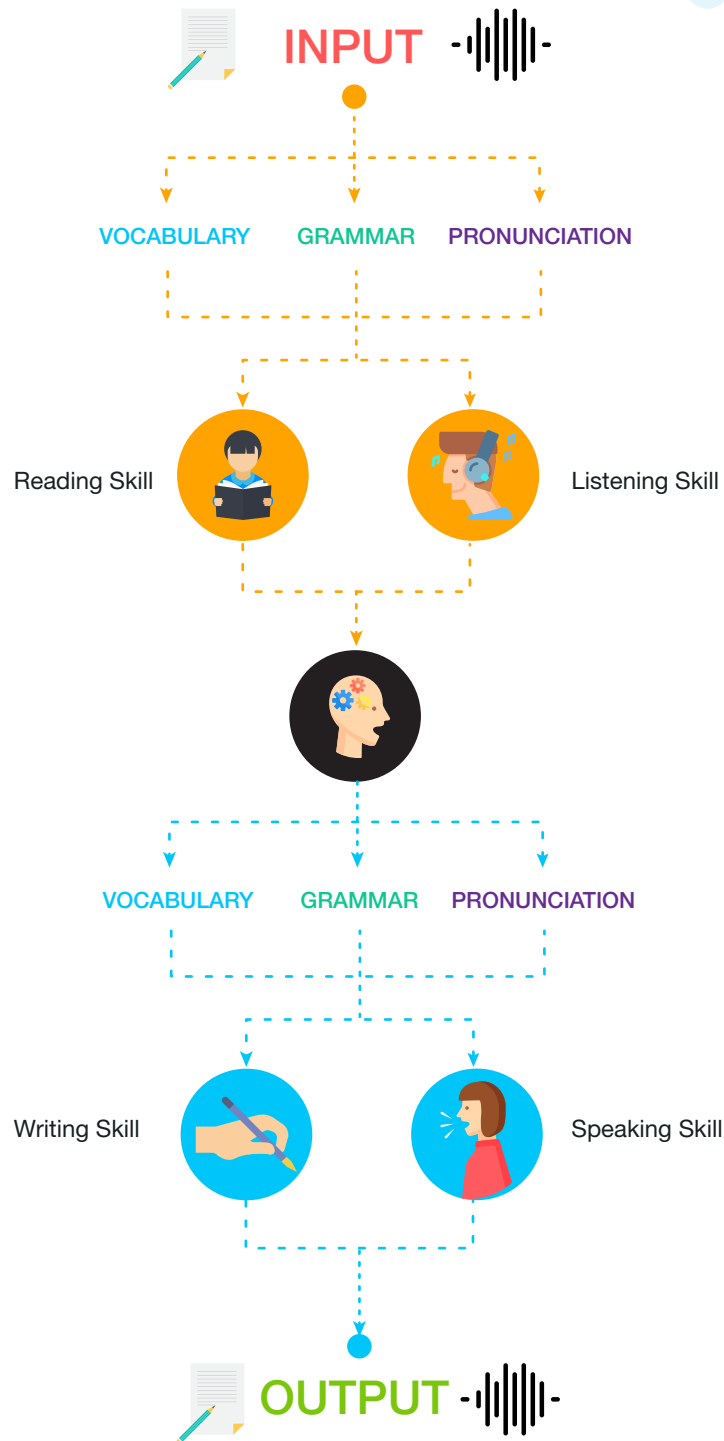 INPUT
VOCABULARY GRAMMAR PRONUNCIATION
Reading Skill Listening Skill
VOCABULARY GRAMMAR PRONUNCIATION
Writing Skill Speaking Skill
OUTPUT